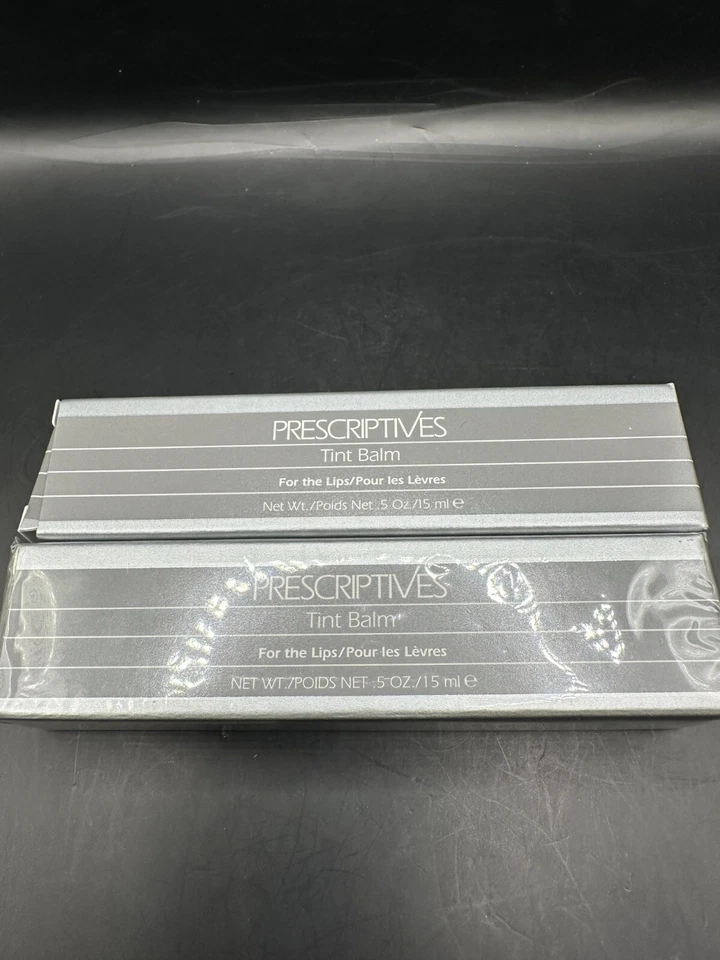 PRESCRIPTIVES
Tint Balm
For the Lips/Pour les Lèvres
Net Wt./Poids Net .5 Oz./15 ml ℮
PRESCRIPTIVES
Tint Balm
For the Lips/Pour les Lèvres
NET WT./POIDS NET .5 OZ./15 ml ℮